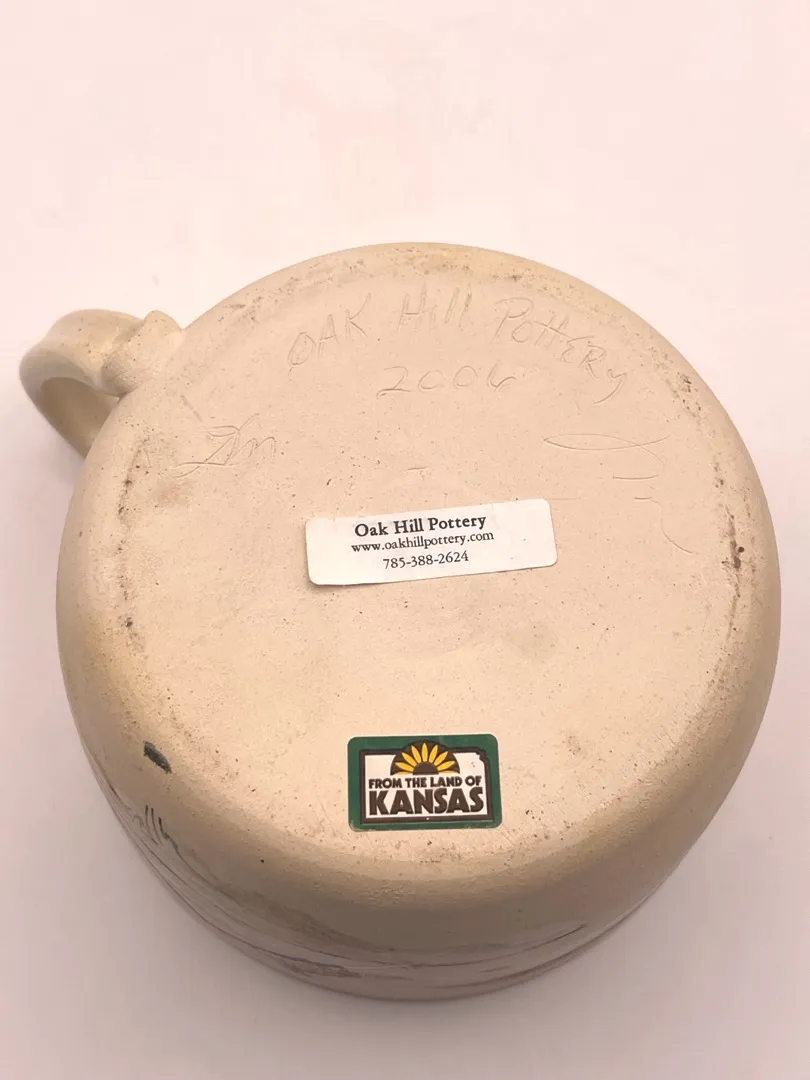 OAK Hill PottERy
2006
Oak Hill Pottery
www.oakhillpottery.com
785-388-2624
FROM THE LAND OF
KANSAS